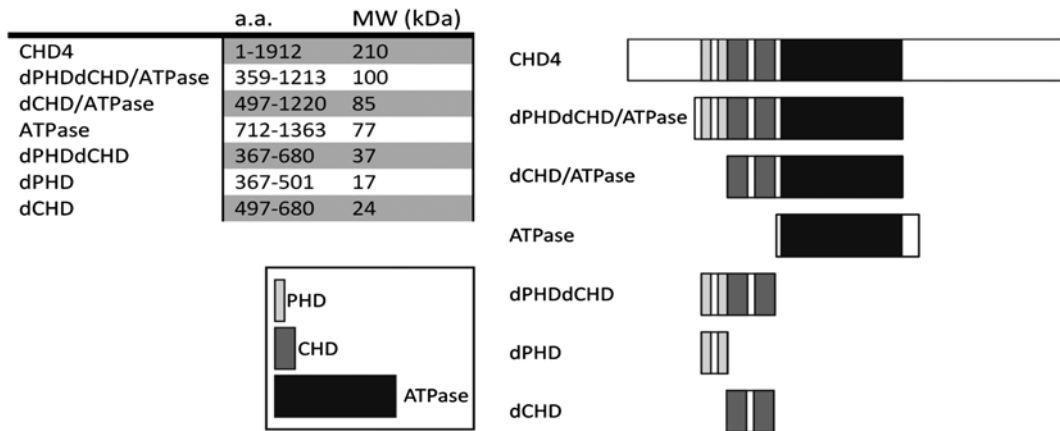 a.a. MW (kDa)
CHD4 1-1912 210
dPHDdCHD/ATPase 359-1213 100
dCHD/ATPase 497-1220 85
ATPase 712-1363 77
dPHDdCHD 367-680 37
dPHD 367-501 17
dCHD 497-680 24
PHD
CHD
ATPase
CHD4
dPHDdCHD/ATPase
dCHD/ATPase
ATPase
dPHDdCHD
dPHD
dCHD